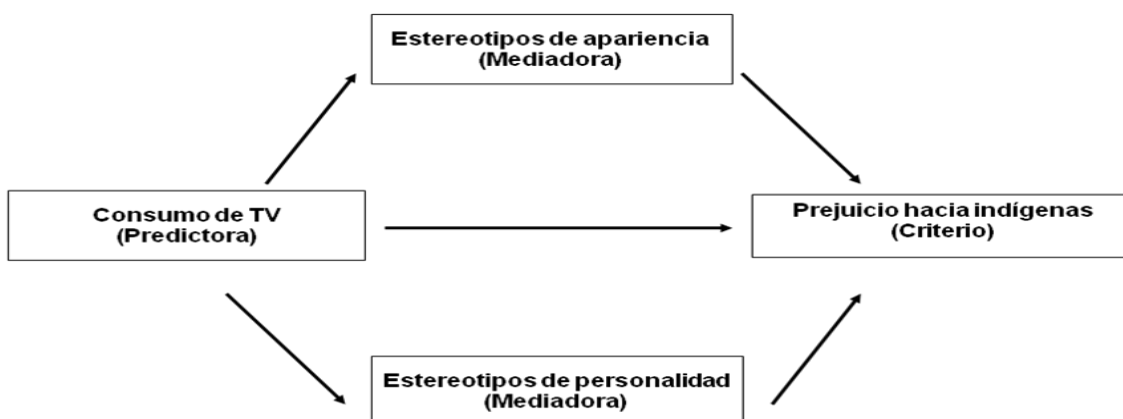 Estereotipos de apariencia
(Mediadora)
Consumo de TV
(Predictora)
Prejuicio hacia indígenas
(Criterio)
Estereotipos de personalidad
(Mediadora)